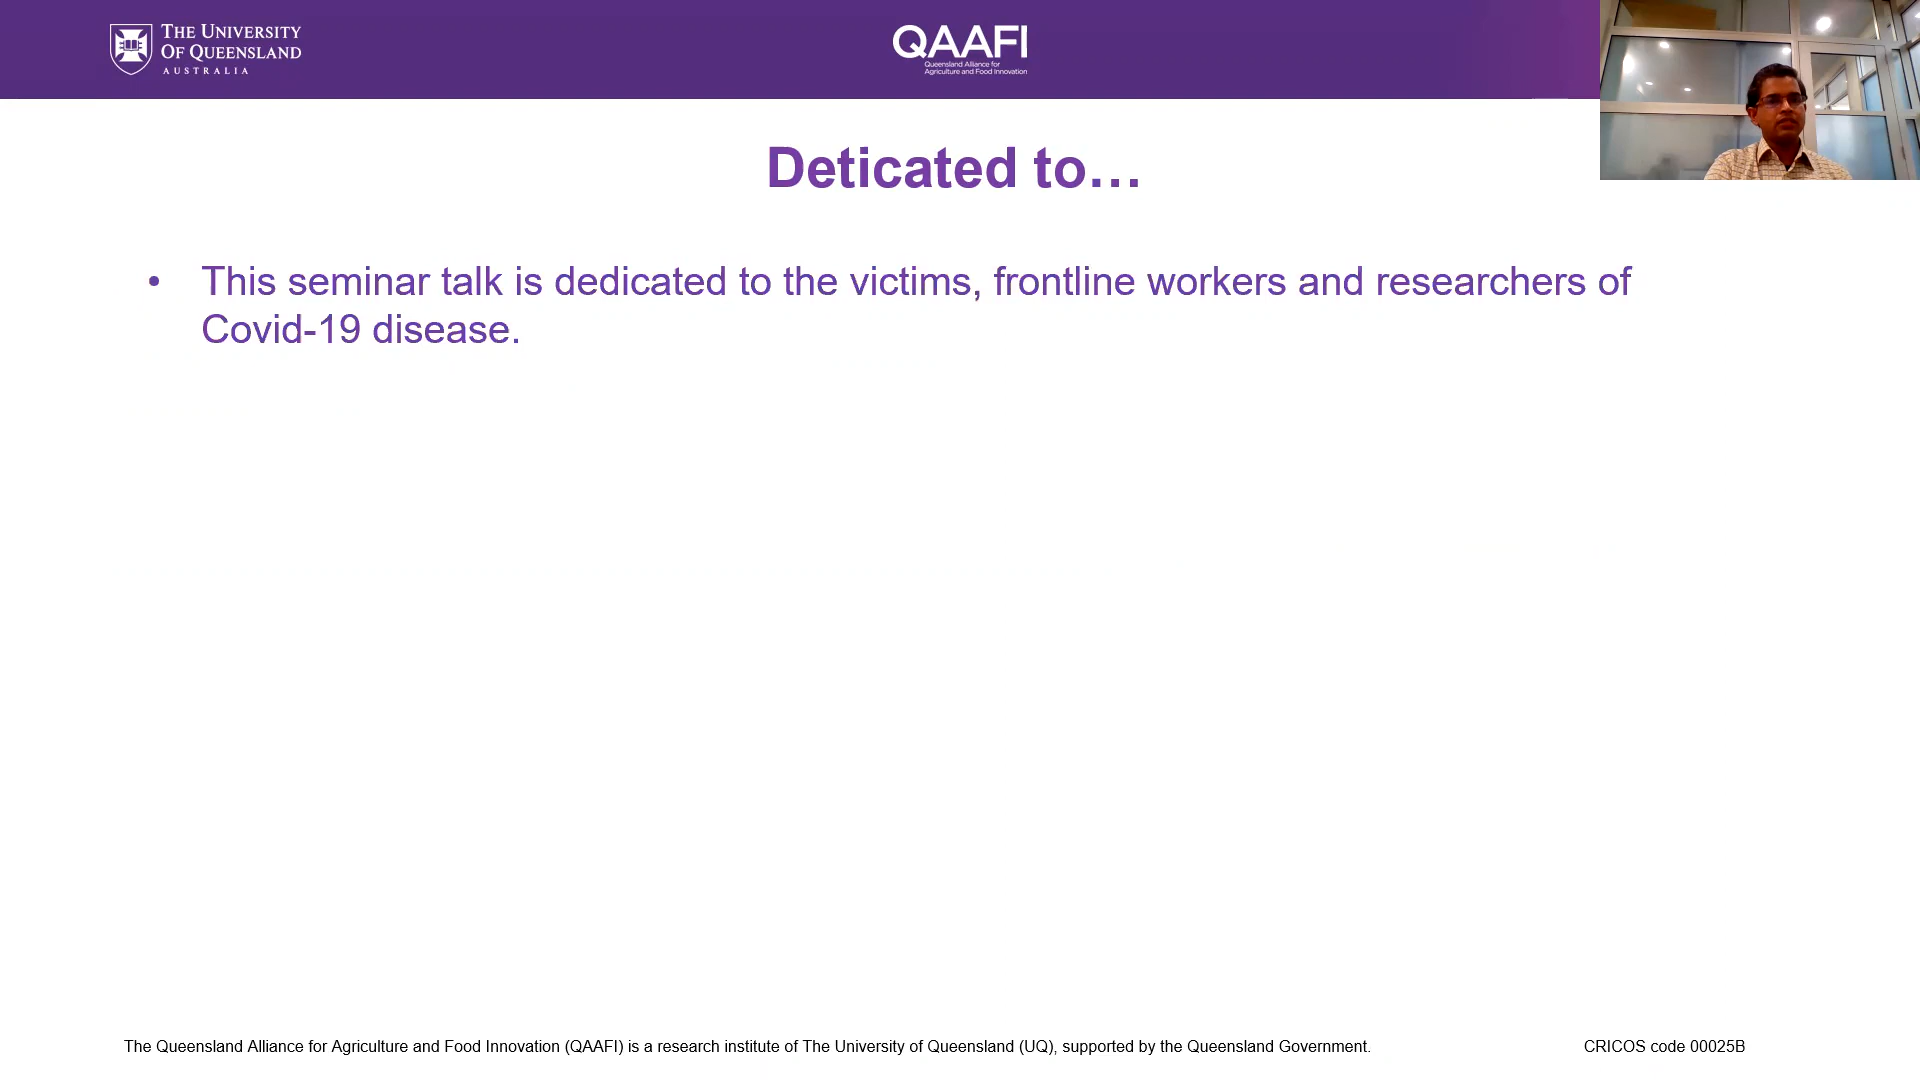 THE UNIVERSITY
OF QUEENSLAND
AUSTRALIA
QAAFI
Queensland Alliance for
Agriculture and Food Innovation
Deticated to…
• This seminar talk is dedicated to the victims, frontline workers and researchers of
Covid-19 disease.
The Queensland Alliance for Agriculture and Food Innovation (QAAFI) is a research institute of The University of Queensland (UQ), supported by the Queensland Government.
CRICOS code 00025B